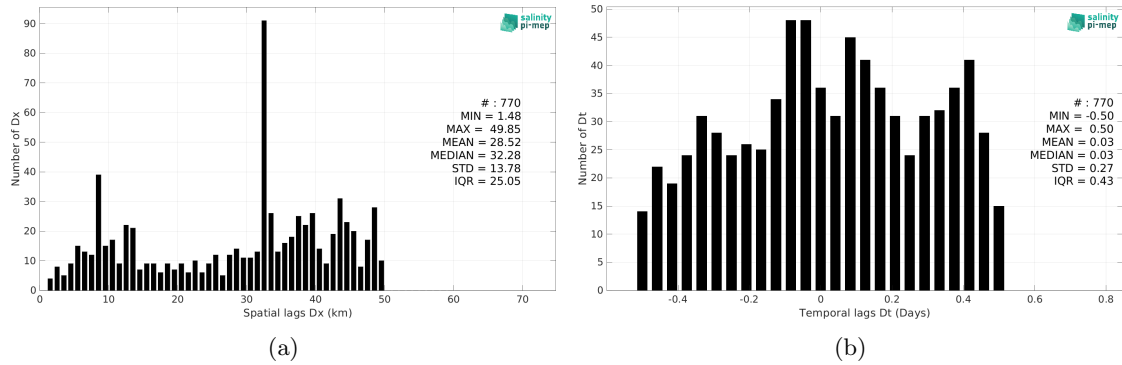 90
80
70
60
50
40
30
20
10
0
Number of Dx
0 10 20 30 40 50 60 70
Spatial lags Dx (km)
salinity
pi-mep
# : 770
MIN = 1.48
MAX = 49.85
MEAN = 28.52
MEDIAN = 32.28
STD = 13.78
IQR = 25.05
(a)
50
45
40
35
30
25
20
15
10
5
0
Number of Dt
-0.4 -0.2 0 0.2 0.4 0.6 0.8
Temporal lags Dt (Days)
salinity
pi-mep
# : 770
MIN = -0.50
MAX = 0.50
MEAN = 0.03
MEDIAN = 0.03
STD = 0.27
IQR = 0.43
(b)